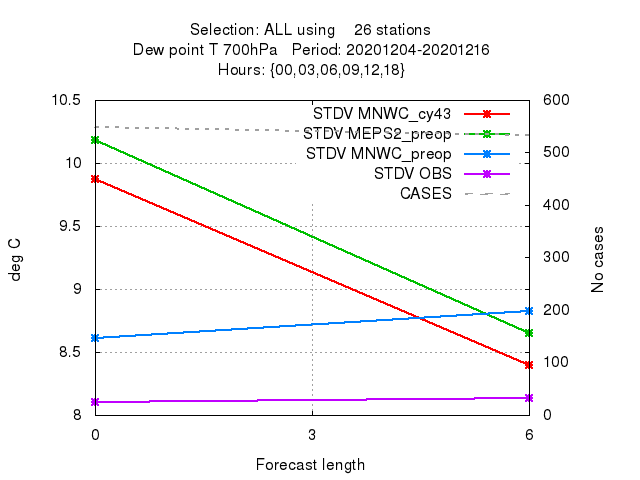 Selection: ALL using    26 stations
Dew point T 700hPa   Period: 20201204-20201216
Hours: {00,03,06,09,12,18}
10.5
10
9.5
9
8.5
8
600
500
400
300
200
100
0
STDV MNWC_cy43
STDV MEPS2_preop
STDV MNWC_preop
STDV OBS
CASES
deg C
No cases
0
3
6
Forecast length